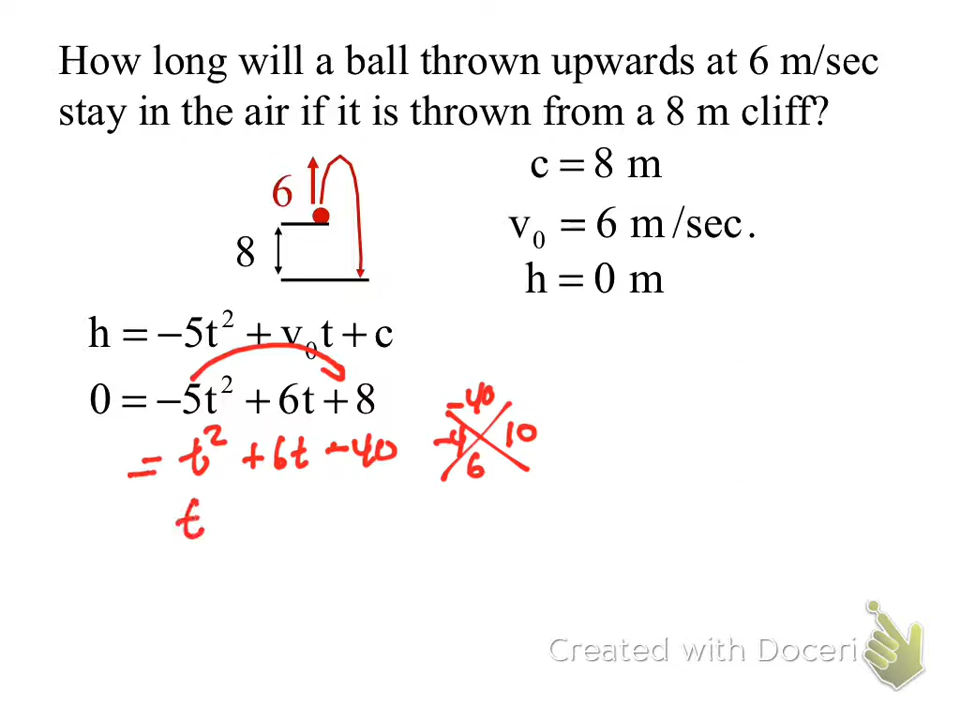 How long will a ball thrown upwards at 6 m/sec
stay in the air if it is thrown from a 8 m cliff?
6
8
c = 8 m
v₀ = 6 m/sec.
h = 0 m
h = −5t² + v₀t + c
0 = −5t² + 6t + 8
= t² + 6t − 40
t
−40
−4 10
6
Created with Doceri